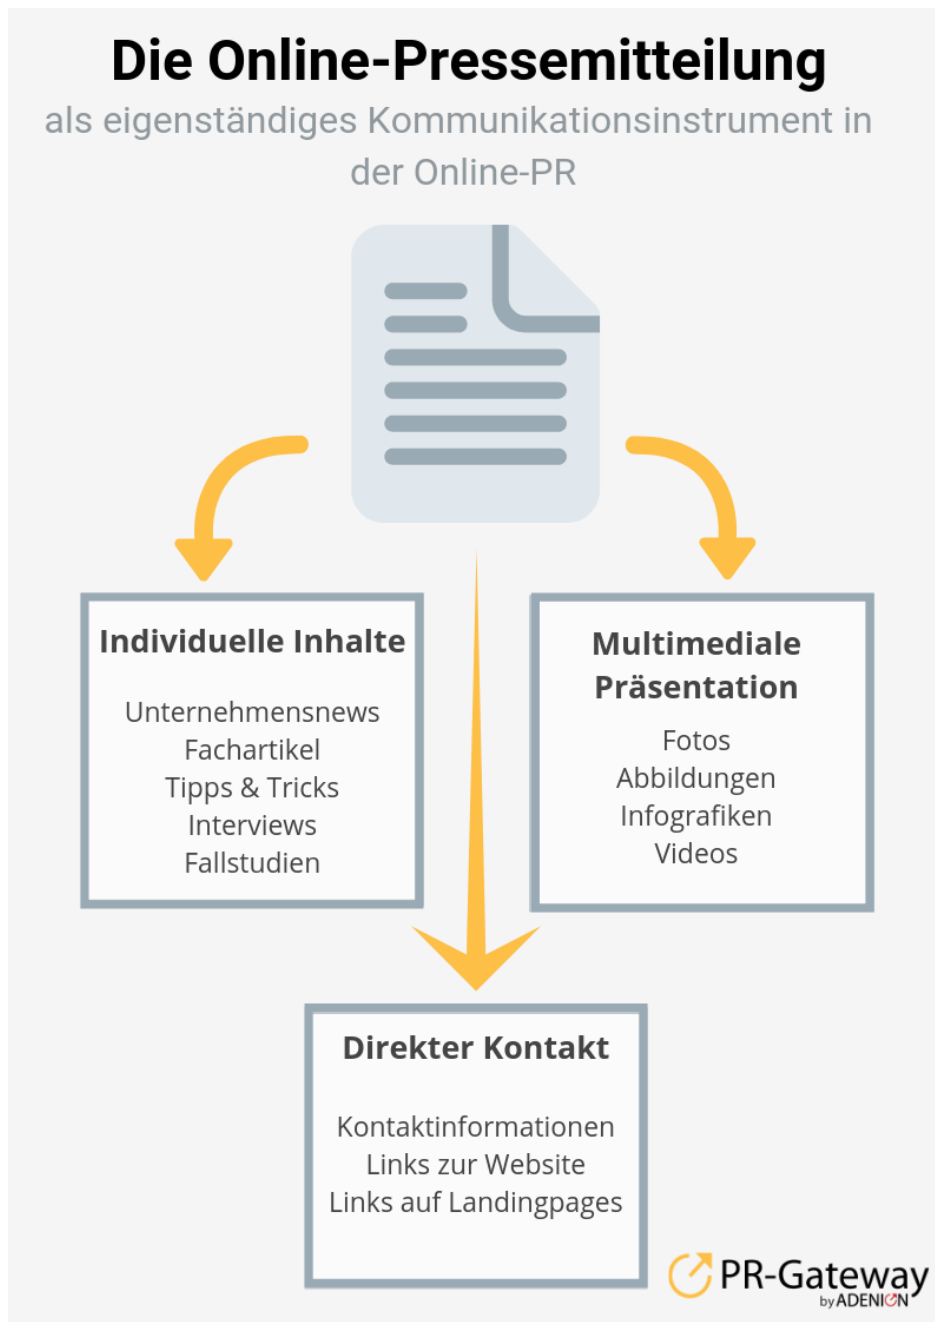 Die Online-Pressemitteilung
als eigenständiges Kommunikationsinstrument in
der Online-PR
Individuelle Inhalte
Unternehmensnews
Fachartikel
Tipps & Tricks
Interviews
Fallstudien
Multimediale
Präsentation
Fotos
Abbildungen
Infografiken
Videos
Direkter Kontakt
Kontaktinformationen
Links zur Website
Links auf Landingpages
PR-Gateway
by ADENION